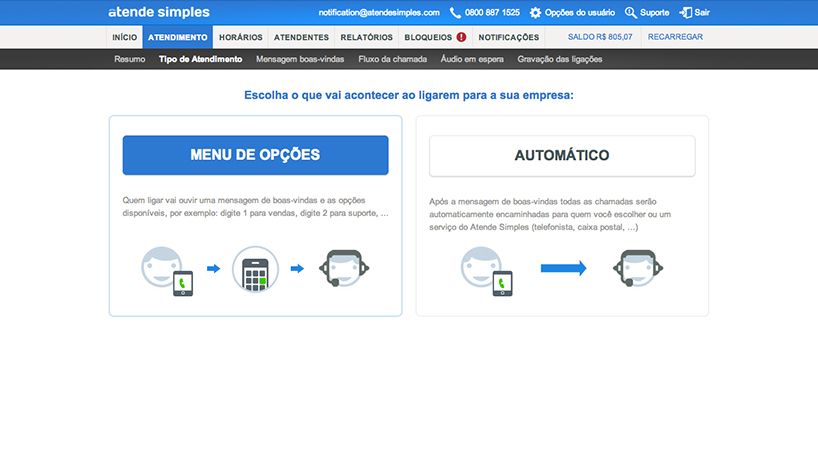 atende simples
notification@atendesimples.com 0800 887 1525 Opções do usuário Suporte Sair
INÍCIO ATENDIMENTO HORÁRIOS ATENDENTES RELATÓRIOS BLOQUEIOS ! NOTIFICAÇÕES SALDO R$ 805,07 RECARREGAR
Resumo Tipo de Atendimento Mensagem boas-vindas Fluxo da chamada Áudio em espera Gravação das ligações
Escolha o que vai acontecer ao ligarem para a sua empresa:
MENU DE OPÇÕES
Quem ligar vai ouvir uma mensagem de boas-vindas e as opções
disponíveis, por exemplo: digite 1 para vendas, digite 2 para suporte, ...
AUTOMÁTICO
Após a mensagem de boas-vindas todas as chamadas serão
automaticamente encaminhadas para quem você escolher ou um
serviço do Atende Simples (telefonista, caixa postal, ...)